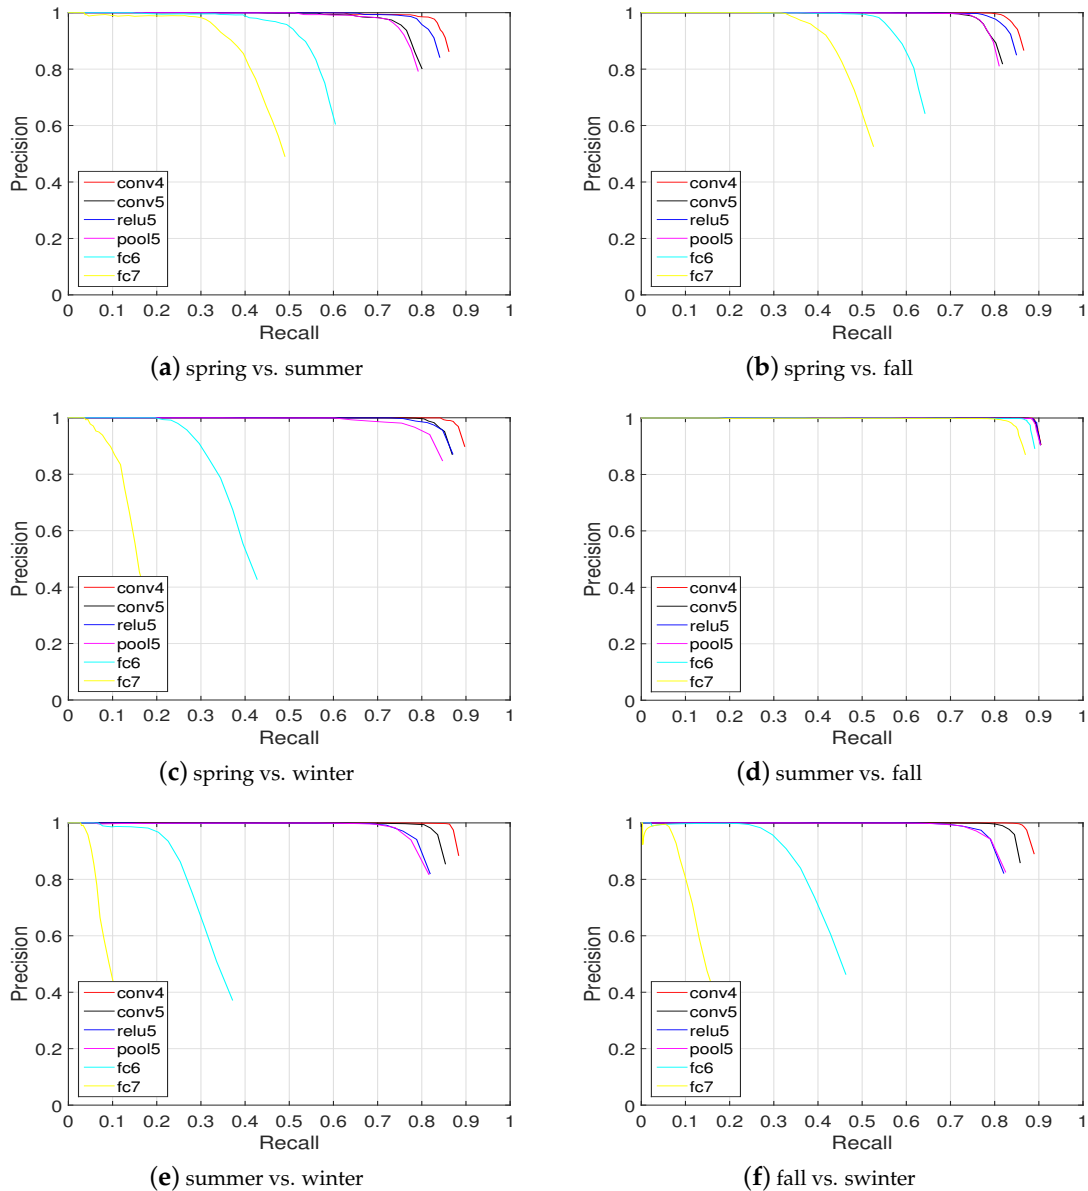 1
0.8
0.6
0.4
0.2
0
Precision
conv4
conv5
relu5
pool5
fc6
fc7
0 0.1 0.2 0.3 0.4 0.5 0.6 0.7 0.8 0.9 1
Recall
(a) spring vs. summer
1
0.8
0.6
0.4
0.2
0
Precision
conv4
conv5
relu5
pool5
fc6
fc7
0 0.1 0.2 0.3 0.4 0.5 0.6 0.7 0.8 0.9 1
Recall
(b) spring vs. fall
1
0.8
0.6
0.4
0.2
0
Precision
conv4
conv5
relu5
pool5
fc6
fc7
0 0.1 0.2 0.3 0.4 0.5 0.6 0.7 0.8 0.9 1
Recall
(c) spring vs. winter
1
0.8
0.6
0.4
0.2
0
Precision
conv4
conv5
relu5
pool5
fc6
fc7
0 0.1 0.2 0.3 0.4 0.5 0.6 0.7 0.8 0.9 1
Recall
(d) summer vs. fall
1
0.8
0.6
0.4
0.2
0
Precision
conv4
conv5
relu5
pool5
fc6
fc7
0 0.1 0.2 0.3 0.4 0.5 0.6 0.7 0.8 0.9 1
Recall
(e) summer vs. winter
1
0.8
0.6
0.4
0.2
0
Precision
conv4
conv5
relu5
pool5
fc6
fc7
0 0.1 0.2 0.3 0.4 0.5 0.6 0.7 0.8 0.9 1
Recall
(f) fall vs. swinter